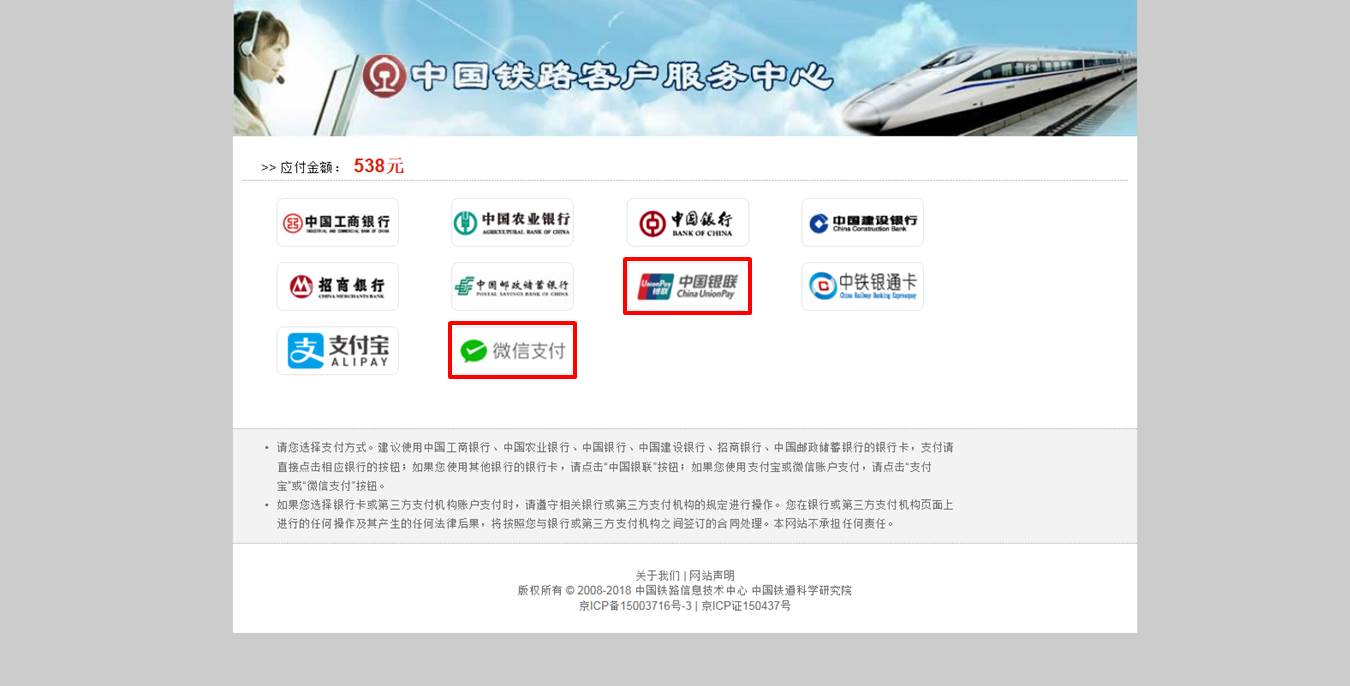 中国铁路客户服务中心
>> 应付金额： 538元
中国工商银行
INDUSTRIAL AND COMMERCIAL BANK OF CHINA
中国农业银行
AGRICULTURAL BANK OF CHINA
中国银行
BANK OF CHINA
中国建设银行
China Construction Bank
招商银行
CHINA MERCHANTS BANK
中国邮政储蓄银行
POSTAL SAVINGS BANK OF CHINA
UnionPay
银联
中国银联
China UnionPay
中铁银通卡
China Railway Banking Expresspay
支 支付宝
ALIPAY
微信支付
• 请您选择支付方式。建议使用中国工商银行、中国农业银行、中国银行、中国建设银行、招商银行、中国邮政储蓄银行的银行卡，支付请
直接点击相应银行的按钮；如果您使用其他银行的银行卡，请点击“中国银联”按钮；如果您使用支付宝或微信账户支付，请点击“支付
宝”或“微信支付”按钮。
• 如果您选择银行卡或第三方支付机构账户支付时，请遵守相关银行或第三方支付机构的规定进行操作。您在银行或第三方支付机构页面上
进行的任何操作及其产生的任何法律后果，将按照您与银行或第三方支付机构之间签订的合同处理。本网站不承担任何责任。
关于我们 | 网站声明
版权所有 © 2008-2018 中国铁路信息技术中心 中国铁道科学研究院
京ICP备15003716号-3 | 京ICP证150437号